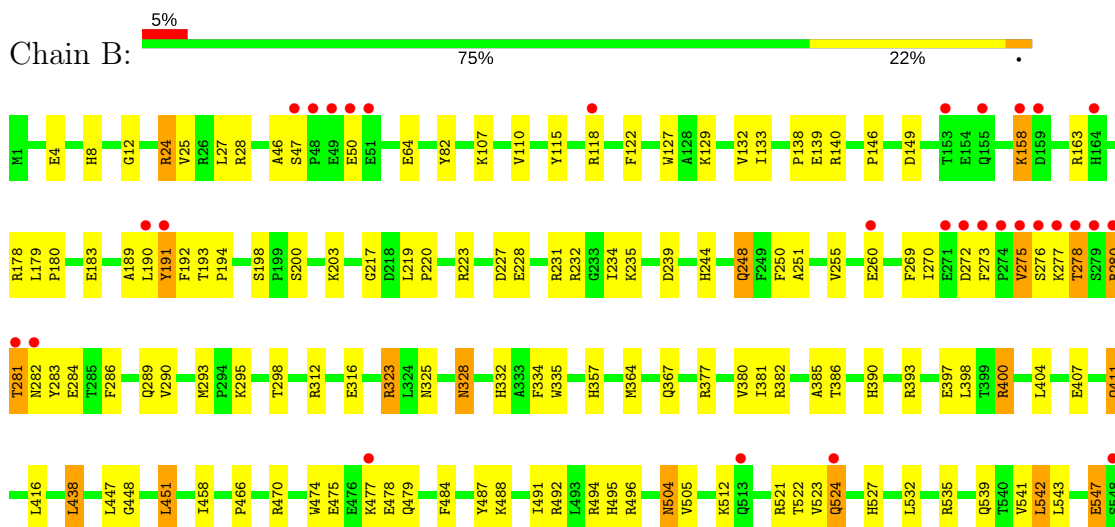 5%
Chain B:
75% 22% •
M1 E4 H8 G12 R24 V25 R26 L27 R28 A46 S47 P48 E49 E50 E51 E64 Y82 K107 V110 Y115 R118 F122 W127 A128 K129 V132 I133 P138 E139 R140 P146 D149 T153 E154 Q155 K158 D159 R163 H164
R178 L179 P180 E183 A189 L190 Y191 F192 T193 P194 S198 P199 S200 K203 G217 D218 L219 P220 R223 D227 E228 R231 R232 G233 I234 K235 D239 H244 Q248 F249 F250 A251 V255 E260 F269 I270 E271 D272 F273 P274 V275 S276 K277 T278 S279
T281 N282 Y283 E284 T285 F286 Q289 V290 M293 P294 K295 T298 R312 E316 R323 L324 N325 N328 H332 A333 F334 W335 H357 M364 Q367 R377 V380 I381 R382 A385 T386 H390 R393 E397 L398 T399 R400 L404 E407
L416 L438 L447 G448 L451 I458 P466 R470 W474 E475 E476 K477 E478 Q479 F484 Y487 K488 I491 R492 L493 R494 H495 R496 N504 V505 K512 Q513 R521 T522 V523 Q524 H527 L532 R535 Q539 T540 V541 L542 L543 E547